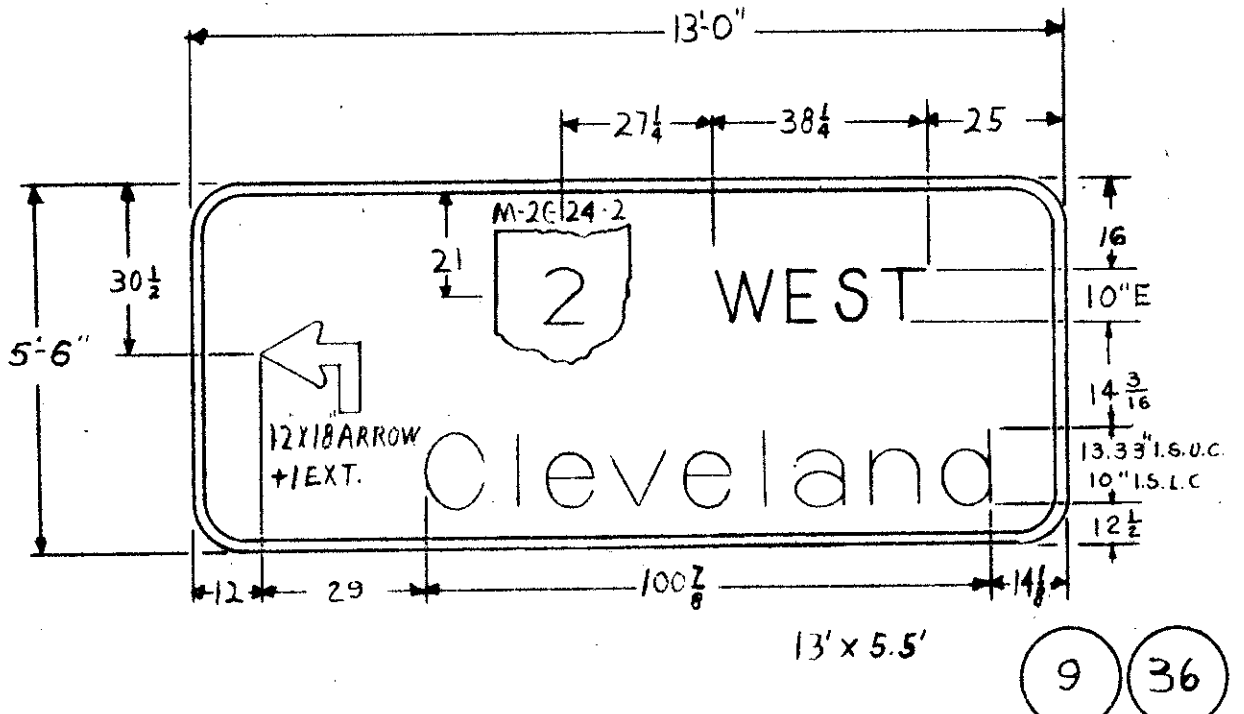 13'-0"
27 1/4 38 1/4 25
M-2E-24-2
30 1/2
21
2 WEST
16
10"E
5'-6"
14 3/16
12X18"ARROW
+1 EXT.
Cleveland
13.33" I.S.U.C.
10" I.S.L.C
12 1/2
12 29 100 7/8 14 1/8
13' x 5.5'
9 36